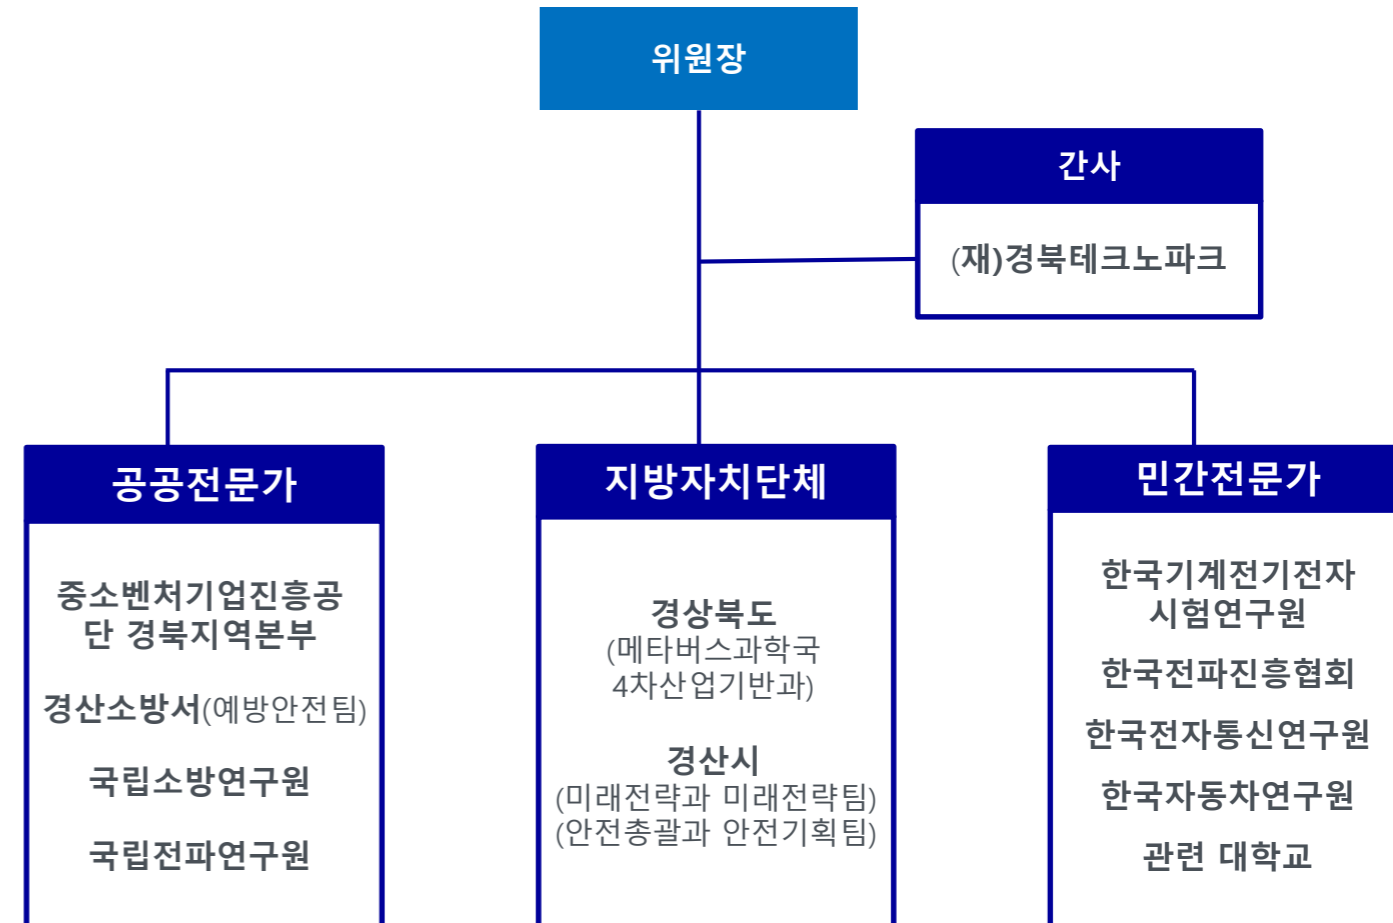 위원장
간사
(재)경북테크노파크
공공전문가
중소벤처기업진흥공
단 경북지역본부
경산소방서(예방안전팀)
국립소방연구원
국립전파연구원
지방자치단체
경상북도
(메타버스과학국
4차산업기반과)
경산시
(미래전략과 미래전략팀)
(안전총괄과 안전기획팀)
민간전문가
한국기계전기전자
시험연구원
한국전파진흥협회
한국전자통신연구원
한국자동차연구원
관련 대학교